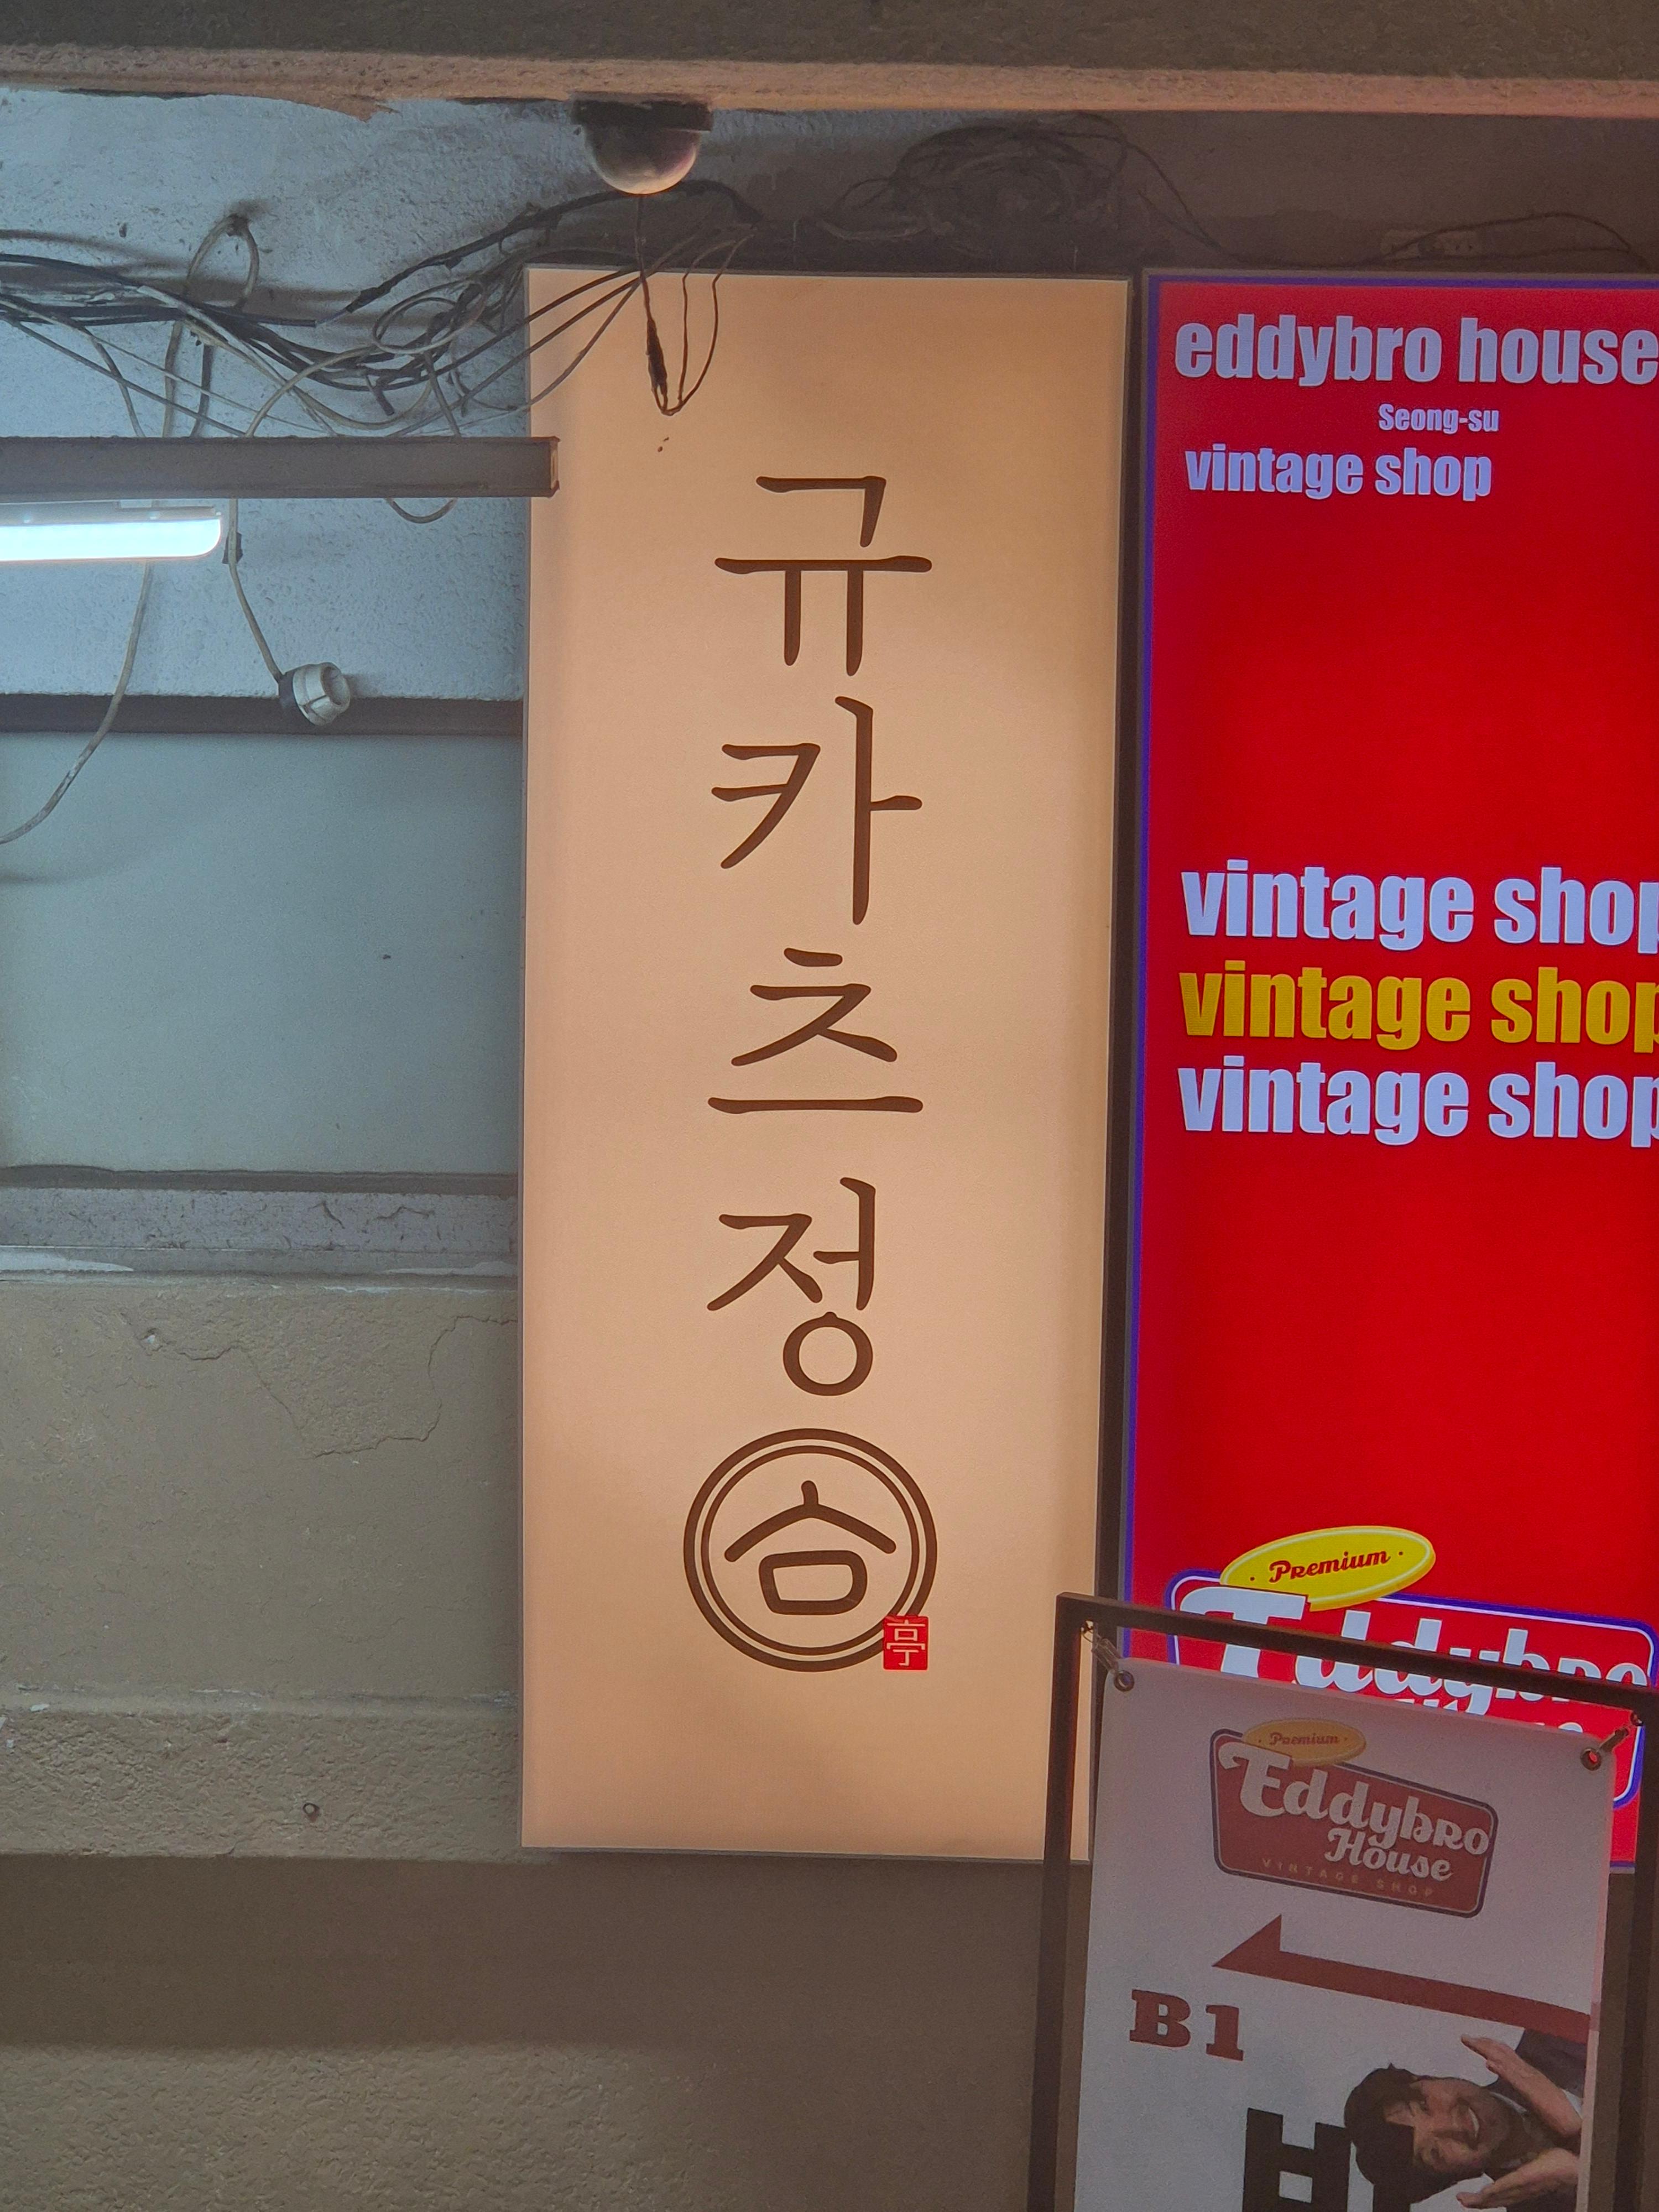 규카츠정
亭
eddybro house
Seong-su
vintage shop
vintage shop
vintage shop
vintage shop
Premium
Eddybro
Premium
Eddybro
House
VINTAGE SHOP
B1